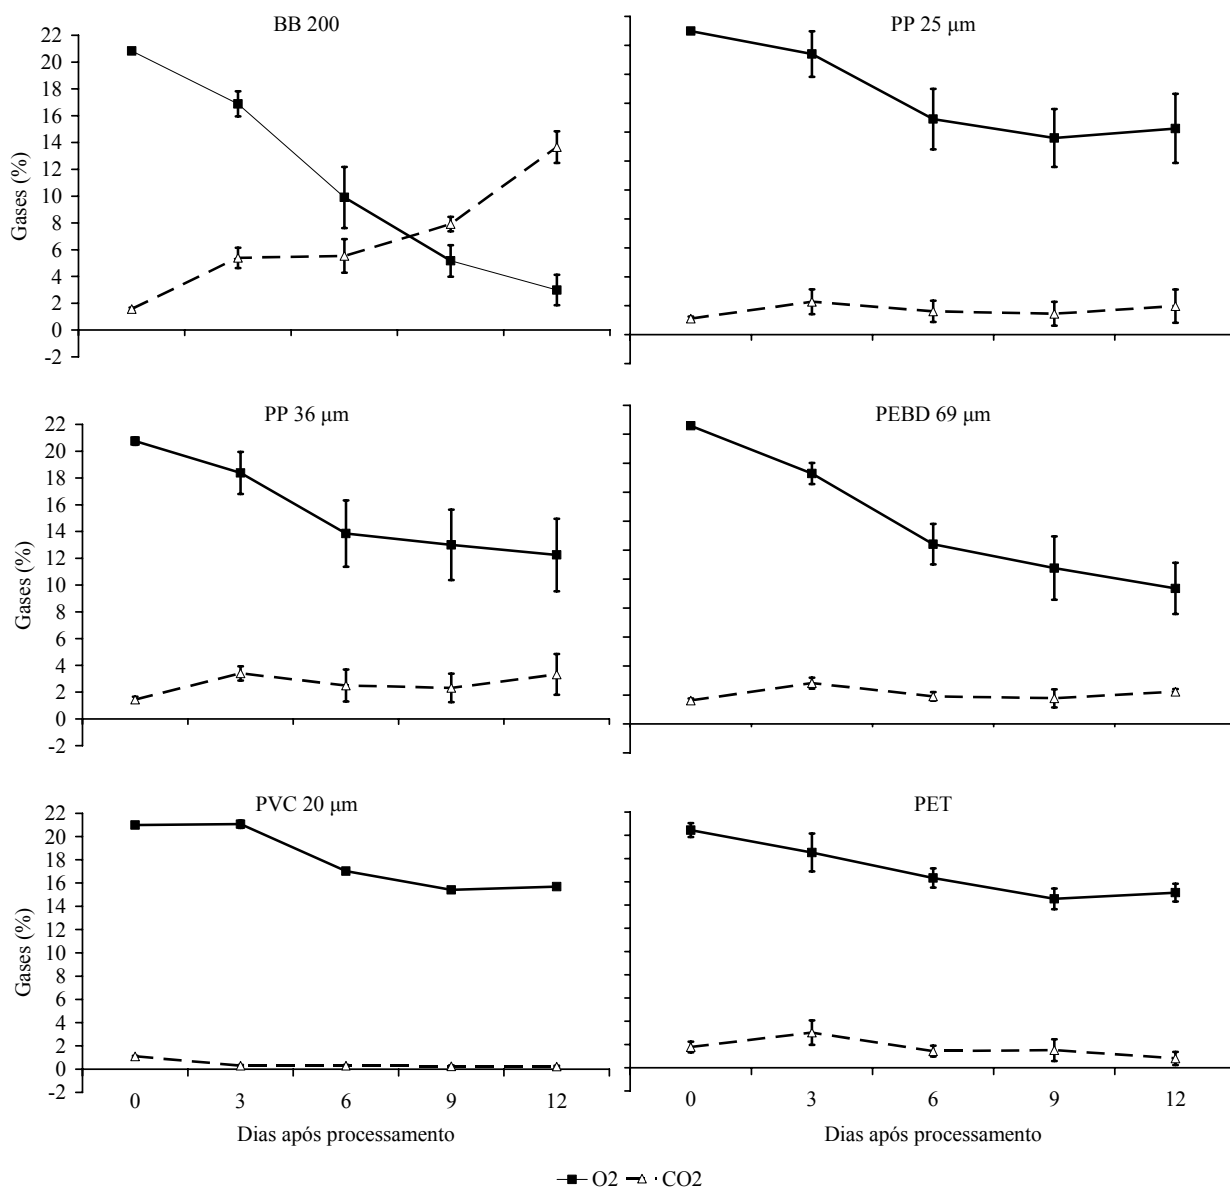 BB 200
PP 25 μm
22
20
18
16
14
12
10
8
6
4
2
0
-2
Gases (%)
PP 36 μm
PEBD 69 μm
22
20
18
16
14
12
10
8
6
4
2
0
-2
Gases (%)
PVC 20 μm
PET
22
20
18
16
14
12
10
8
6
4
2
0
-2
Gases (%)
0 3 6 9 12
0 3 6 9 12
Dias após processamento
Dias após processamento
O2 CO2